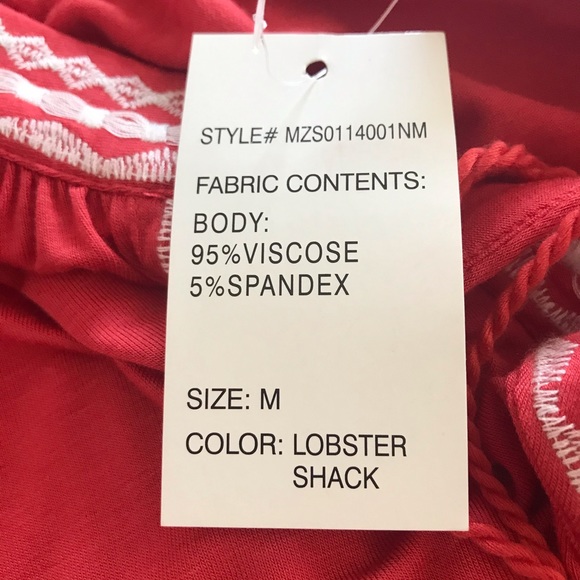 STYLE# MZS0114001NM
FABRIC CONTENTS:
BODY:
95%VISCOSE
5%SPANDEX
SIZE: M
COLOR: LOBSTER
SHACK